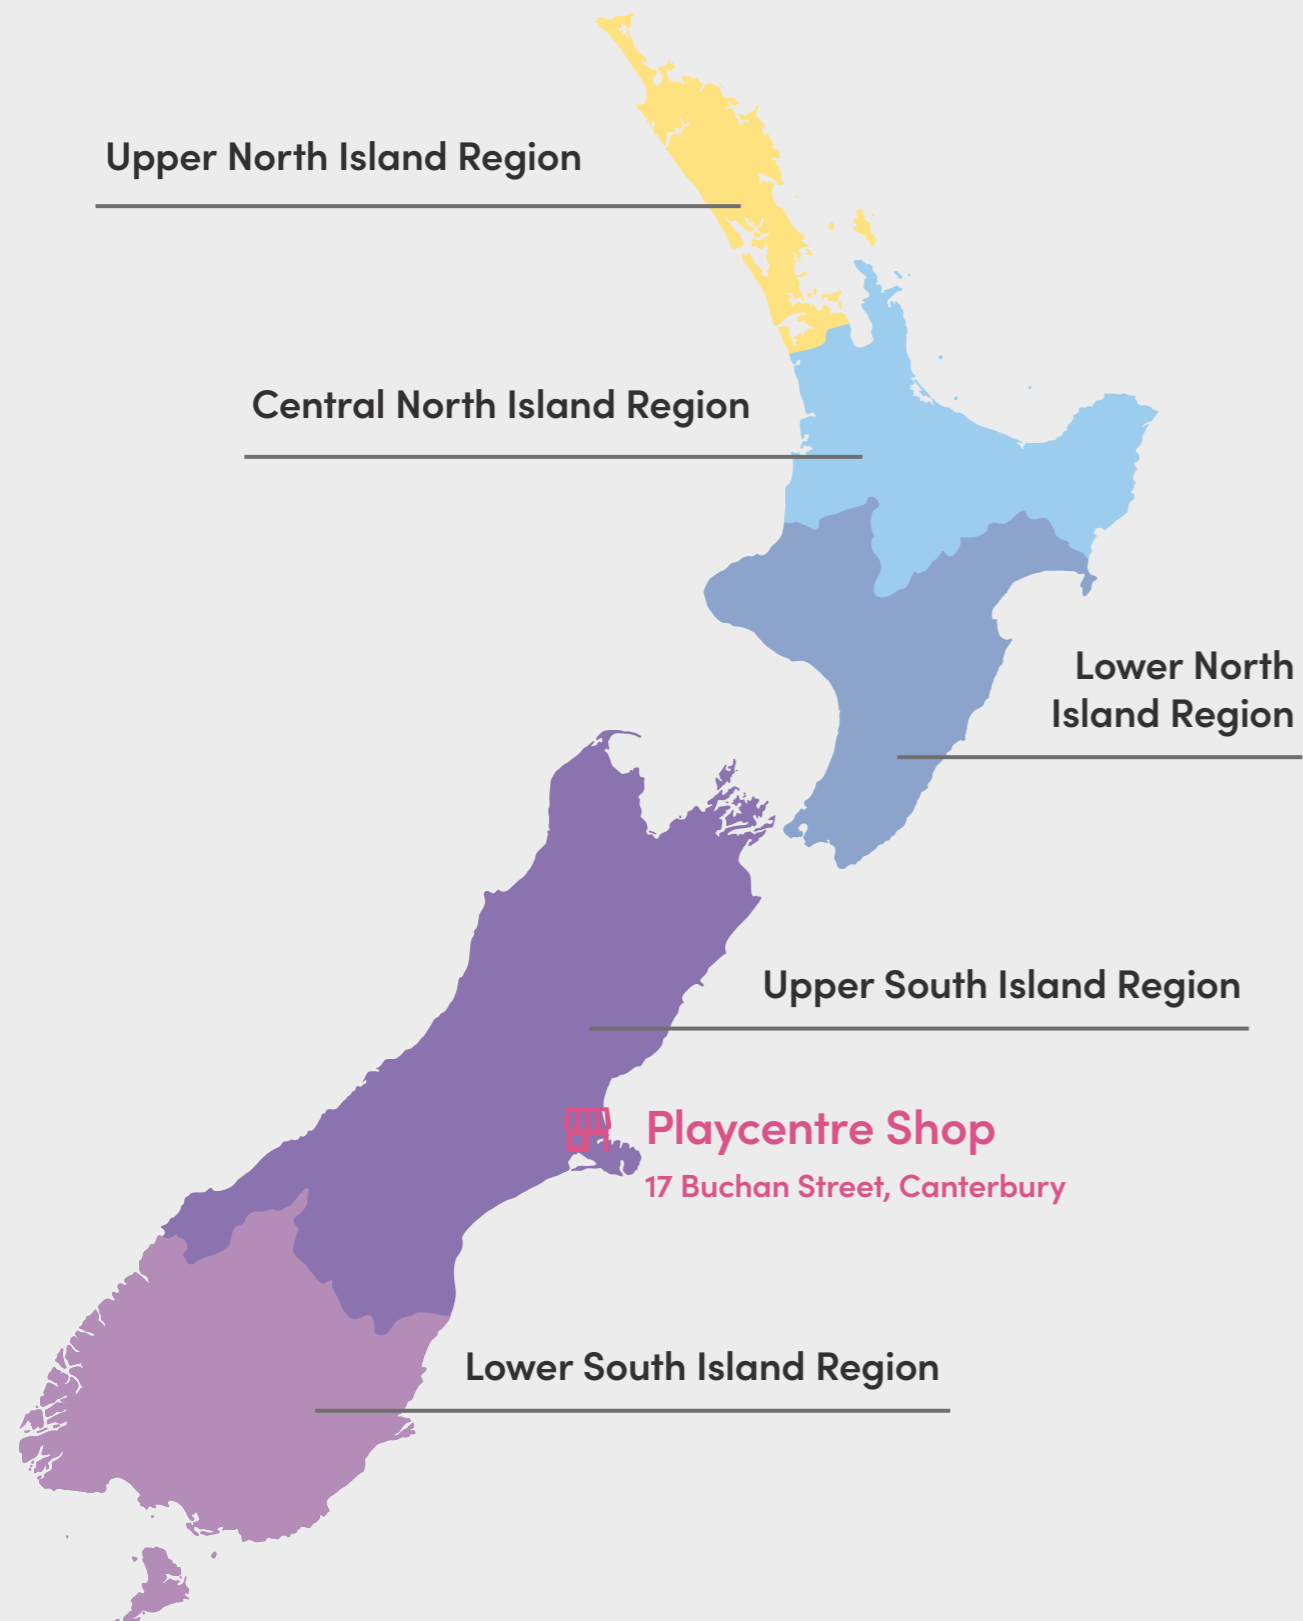 Upper North Island Region
Central North Island Region
Lower North
Island Region
Upper South Island Region
Playcentre Shop
17 Buchan Street, Canterbury
Lower South Island Region